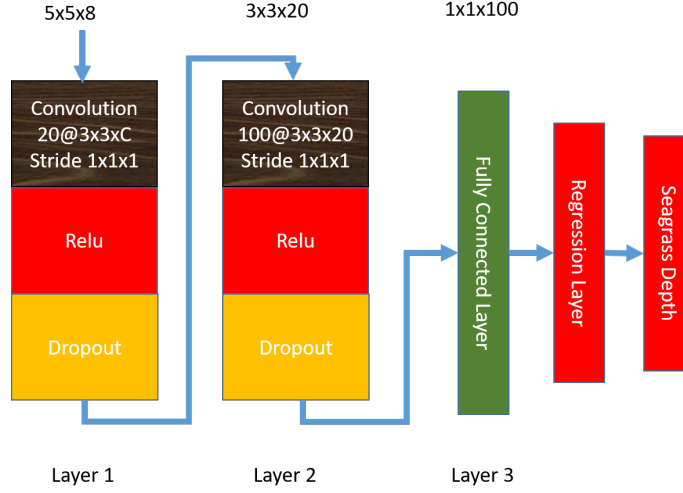 5x5x8
3x3x20
1x1x100
Convolution
20@3x3xC
Stride 1x1x1
Relu
Dropout
Convolution
100@3x3x20
Stride 1x1x1
Relu
Dropout
Fully Connected Layer
Regression Layer
Seagrass Depth
Layer 1
Layer 2
Layer 3